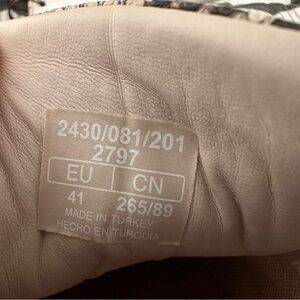 2430/081/201
2797
EU CN
41 265/89
MADE IN TURKEY
HECHO EN TURQUIA